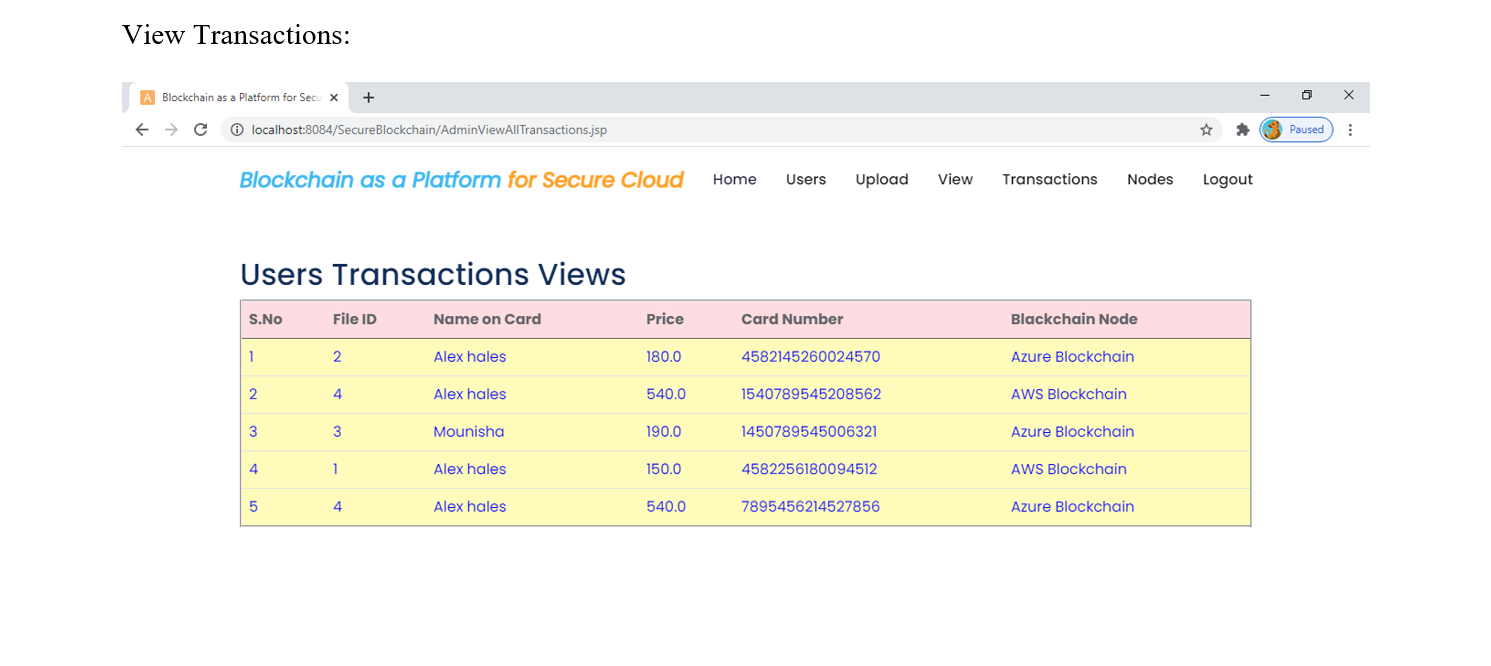 View Transactions:
A Blockchain as a Platform for Secu
localhost:8084/SecureBlockchain/AdminViewAllTransactions.jsp Paused
Blockchain as a Platform for Secure Cloud Home Users Upload View Transactions Nodes Logout
Users Transactions Views
S.No File ID Name on Card Price Card Number Blackchain Node
1 2 Alex hales 180.0 4582145260024570 Azure Blockchain
2 4 Alex hales 540.0 1540789545208562 AWS Blockchain
3 3 Mounisha 190.0 1450789545006321 Azure Blockchain
4 1 Alex hales 150.0 4582256180094512 AWS Blockchain
5 4 Alex hales 540.0 7895456214527856 Azure Blockchain